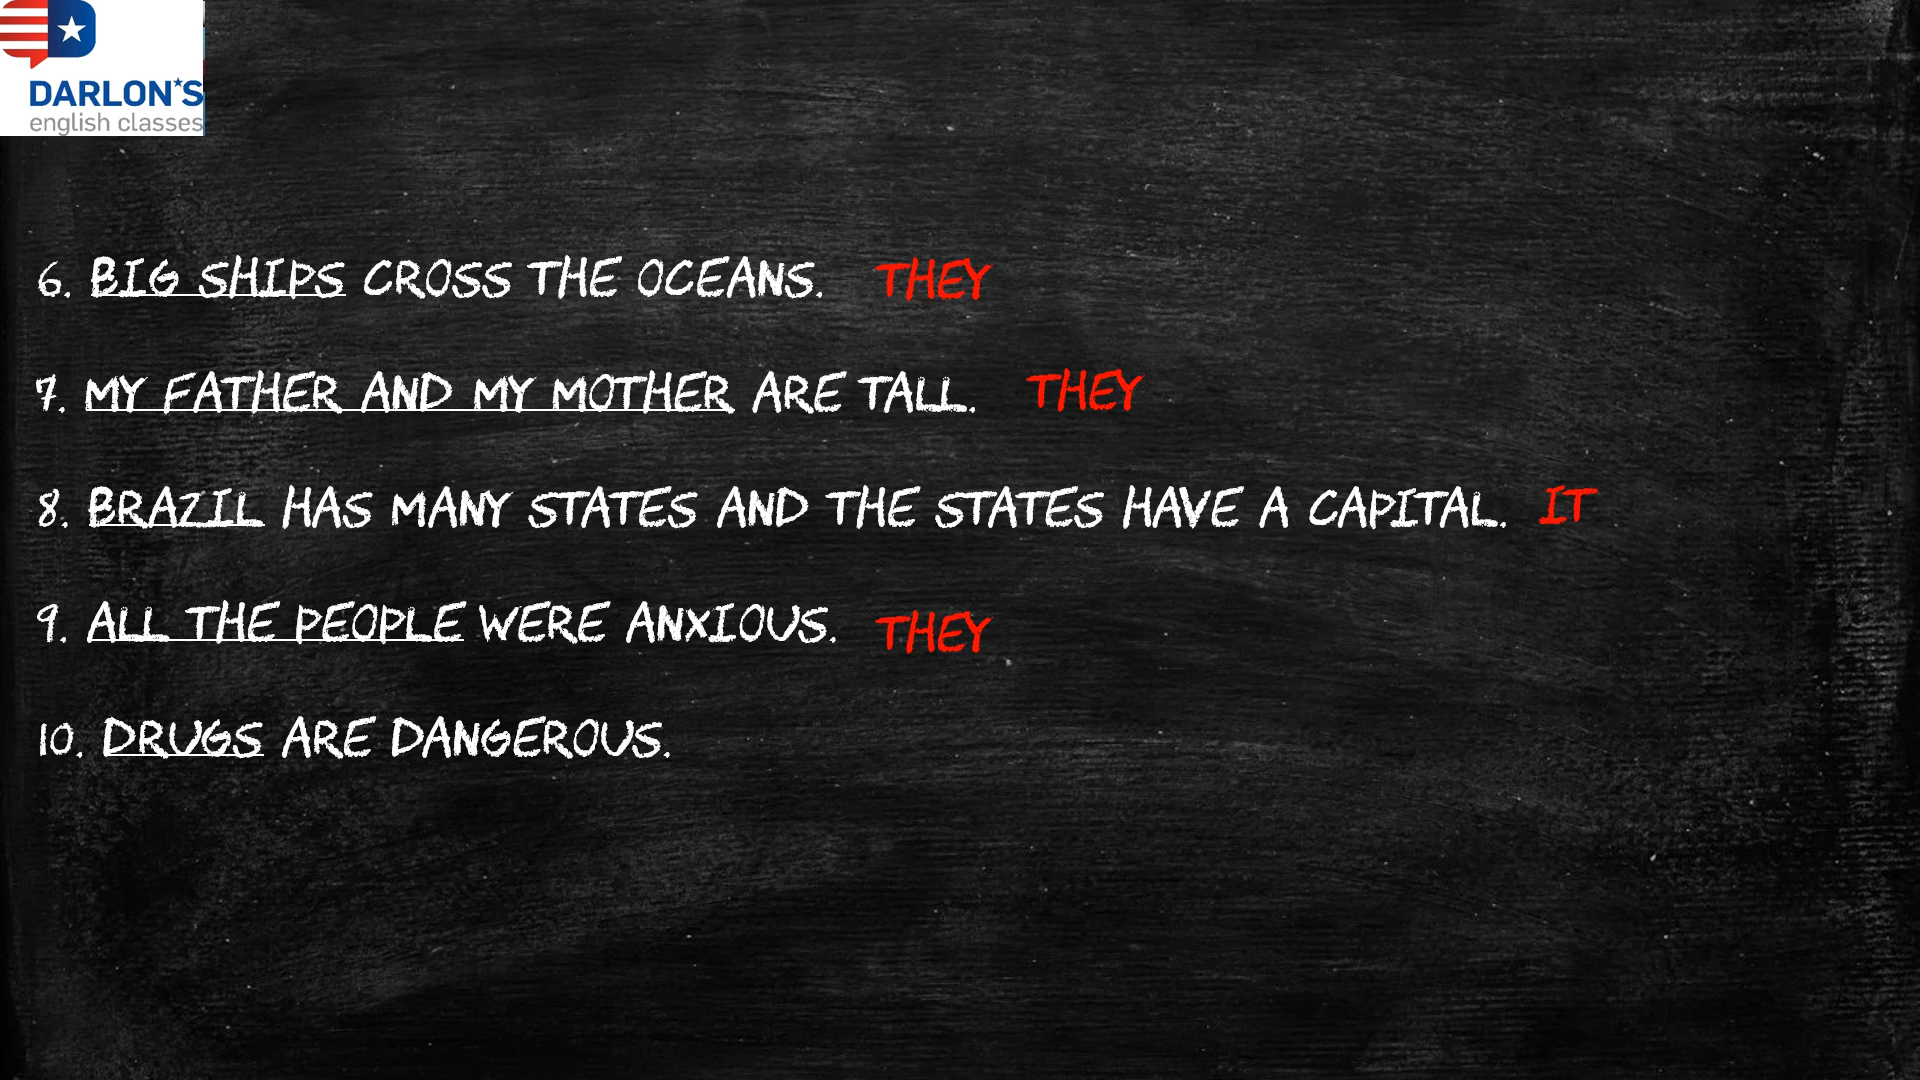 DARLON'S
english classes
6. BIG SHIPS CROSS THE OCEANS. THEY
7. MY FATHER AND MY MOTHER ARE TALL. THEY
8. BRAZIL HAS MANY STATES AND THE STATES HAVE A CAPITAL. IT
9. ALL THE PEOPLE WERE ANXIOUS. THEY
10. DRUGS ARE DANGEROUS.